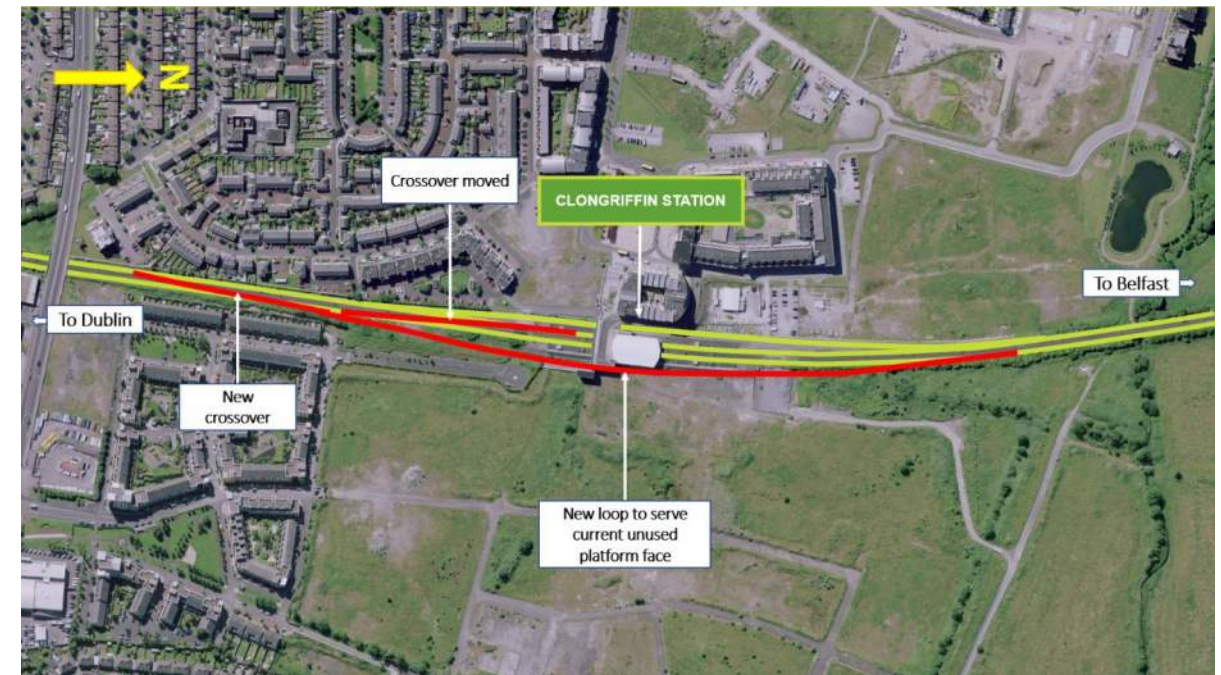 N
Crossover moved
CLONGRIFFIN STATION
To Belfast
To Dublin
New
crossover
New loop to serve
current unused
platform face